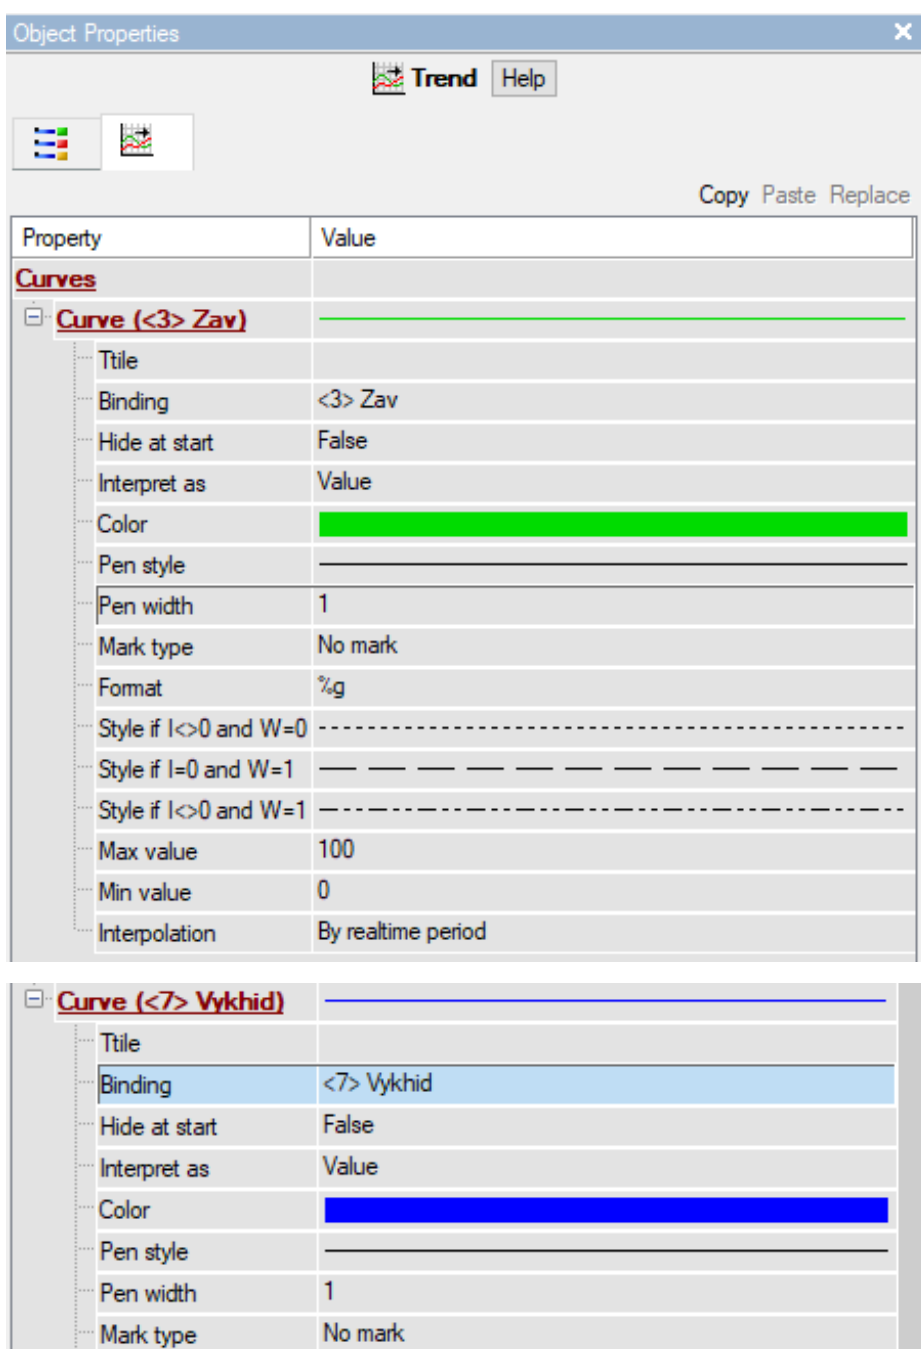 Object Properties
Trend Help
Copy Paste Replace
Property Value
Curves
Curve (<3> Zav)
Ttile
Binding <3> Zav
Hide at start False
Interpret as Value
Color
Pen style
Pen width 1
Mark type No mark
Format %g
Style if I<>0 and W=0
Style if I=0 and W=1
Style if I<>0 and W=1
Max value 100
Min value 0
Interpolation By realtime period
Curve (<7> Vykhid)
Ttile
Binding <7> Vykhid
Hide at start False
Interpret as Value
Color
Pen style
Pen width 1
Mark type No mark